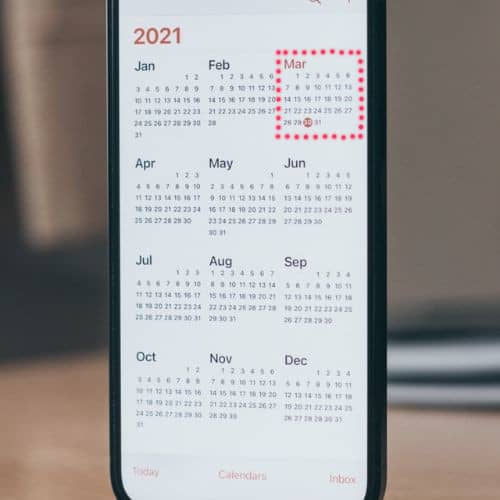 2021
Jan
1 2
3 4 5 6 7 8 9
10 11 12 13 14 15 16
17 18 19 20 21 22 23
24 25 26 27 28 29 30
31
Feb
1 2 3 4 5 6
7 8 9 10 11 12 13
14 15 16 17 18 19 20
21 22 23 24 25 26 27
28
Mar
1 2 3 4 5 6
7 8 9 10 11 12 13
14 15 16 17 18 19 20
21 22 23 24 25 26 27
28 29 30 31
Apr
1 2 3
4 5 6 7 8 9 10
11 12 13 14 15 16 17
18 19 20 21 22 23 24
25 26 27 28 29 30
May
1
2 3 4 5 6 7 8
9 10 11 12 13 14 15
16 17 18 19 20 21 22
23 24 25 26 27 28 29
30 31
Jun
1 2 3 4 5
6 7 8 9 10 11 12
13 14 15 16 17 18 19
20 21 22 23 24 25 26
27 28 29 30
Jul
1 2 3
4 5 6 7 8 9 10
11 12 13 14 15 16 17
18 19 20 21 22 23 24
25 26 27 28 29 30 31
Aug
1 2 3 4 5 6 7
8 9 10 11 12 13 14
15 16 17 18 19 20 21
22 23 24 25 26 27 28
29 30 31
Sep
1 2 3 4
5 6 7 8 9 10 11
12 13 14 15 16 17 18
19 20 21 22 23 24 25
26 27 28 29 30
Oct
1 2
3 4 5 6 7 8 9
10 11 12 13 14 15 16
17 18 19 20 21 22 23
24 25 26 27 28 29 30
31
Nov
1 2 3 4 5 6
7 8 9 10 11 12 13
14 15 16 17 18 19 20
21 22 23 24 25 26 27
28 29 30
Dec
1 2 3 4
5 6 7 8 9 10 11
12 13 14 15 16 17 18
19 20 21 22 23 24 25
26 27 28 29 30 31
Today Calendars Inbox